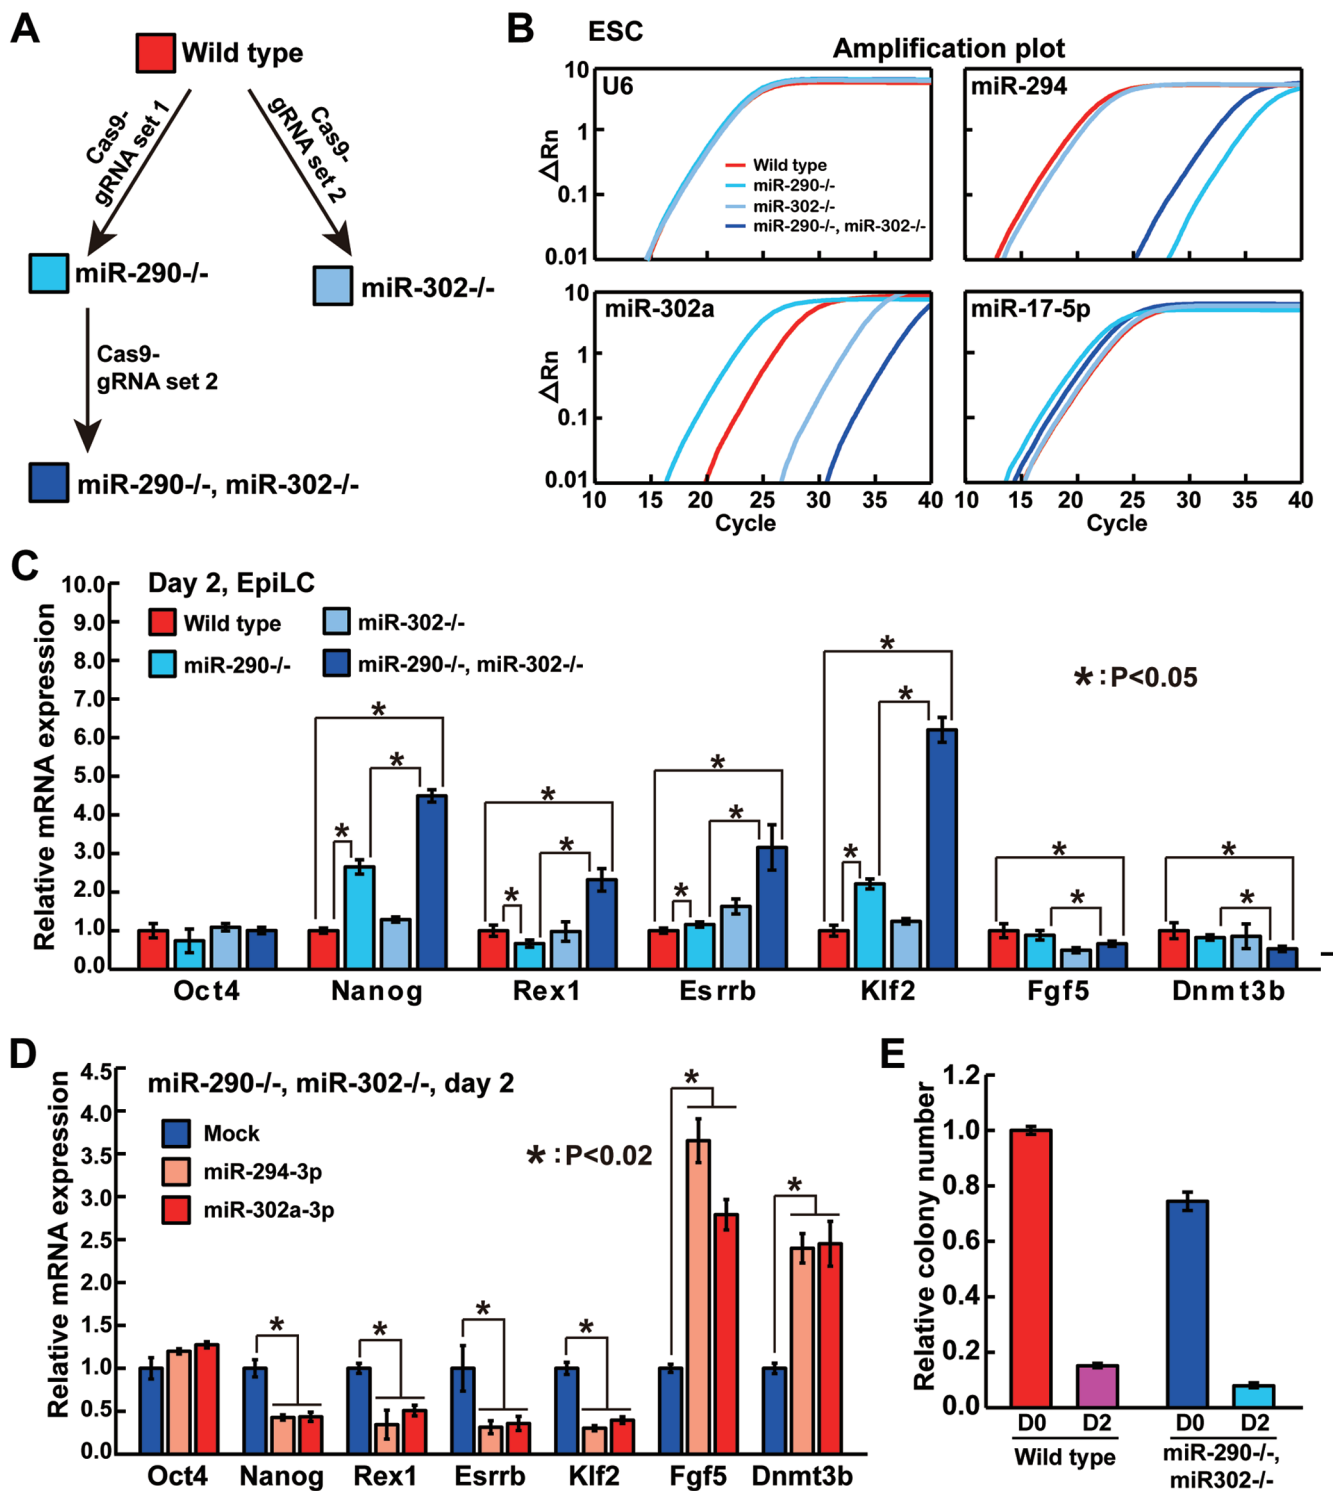 A
Wild type
Cas9-
gRNA set 1
Cas9-
gRNA set 2
miR-290-/-
miR-302-/-
Cas9-
gRNA set 2
miR-290-/-, miR-302-/-
B
ESC
Amplification plot
U6
10
1
0.1
0.01
ΔRn
Wild type
miR-290-/-
miR-302-/-
miR-290-/-, miR-302-/-
miR-294
miR-302a
10
1
0.1
0.01
ΔRn
10 15 20 25 30 35 40
Cycle
miR-17-5p
10 15 20 25 30 35 40
Cycle
C
Day 2, EpiLC
Wild type
miR-290-/-
miR-302-/-
miR-290-/-, miR-302-/-
*:P<0.05
Relative mRNA expression
10.0
9.0
8.0
7.0
6.0
5.0
4.0
3.0
2.0
1.0
0.0
* * * * * * * * * * * * * * * *
Oct4 Nanog Rex1 Esrrb Klf2 Fgf5 Dnmt3b
D
miR-290-/-, miR-302-/-, day 2
Mock
miR-294-3p
miR-302a-3p
*:P<0.02
Relative mRNA expression
4.5
4.0
3.5
3.0
2.5
2.0
1.5
1.0
0.5
0.0
* * * * * *
Oct4 Nanog Rex1 Esrrb Klf2 Fgf5 Dnmt3b
E
Relative colony number
1.2
1.0
0.8
0.6
0.4
0.2
0.0
D0 D2 D0 D2
Wild type
miR-290-/-,
miR302-/-